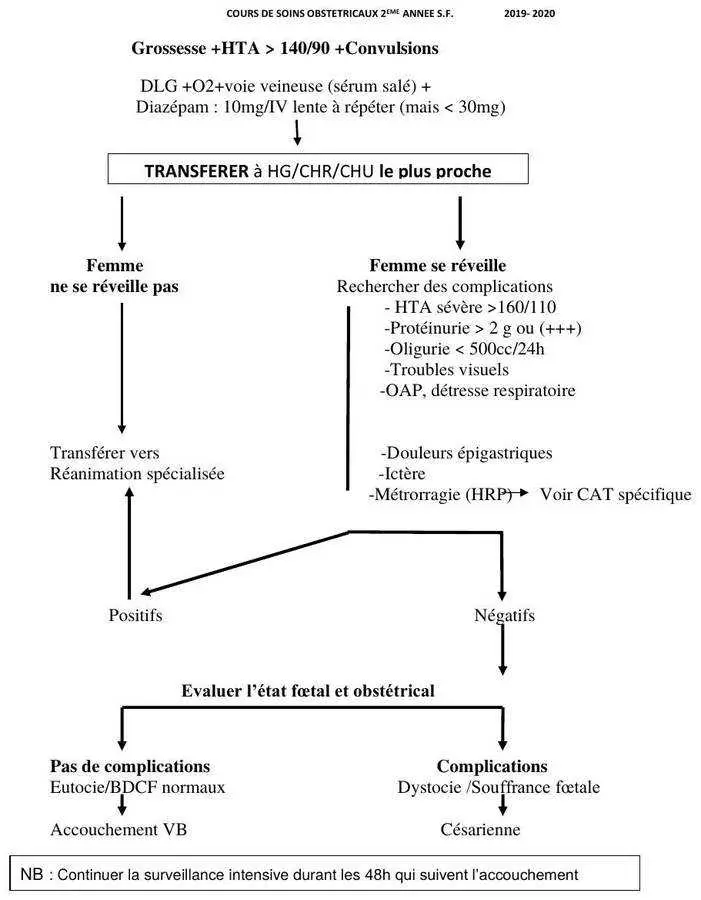 COURS DE SOINS OBSTETRICAUX 2EME ANNEE S.F. 2019- 2020
Grossesse +HTA > 140/90 +Convulsions
DLG +O2+voie veineuse (sérum salé) +
Diazépam : 10mg/IV lente à répéter (mais < 30mg)
TRANSFERER à HG/CHR/CHU le plus proche
Femme
ne se réveille pas
Femme se réveille
Rechercher des complications
- HTA sévère >160/110
-Protéinurie > 2 g ou (+++)
-Oligurie < 500cc/24h
-Troubles visuels
-OAP, détresse respiratoire
Transférer vers
Réanimation spécialisée
-Douleurs épigastriques
-Ictère
-Métrorragie (HRP) Voir CAT spécifique
Positifs
Négatifs
Evaluer l'état fœtal et obstétrical
Pas de complications
Eutocie/BDCF normaux
Accouchement VB
Complications
Dystocie /Souffrance fœtale
Césarienne
NB : Continuer la surveillance intensive durant les 48h qui suivent l'accouchement